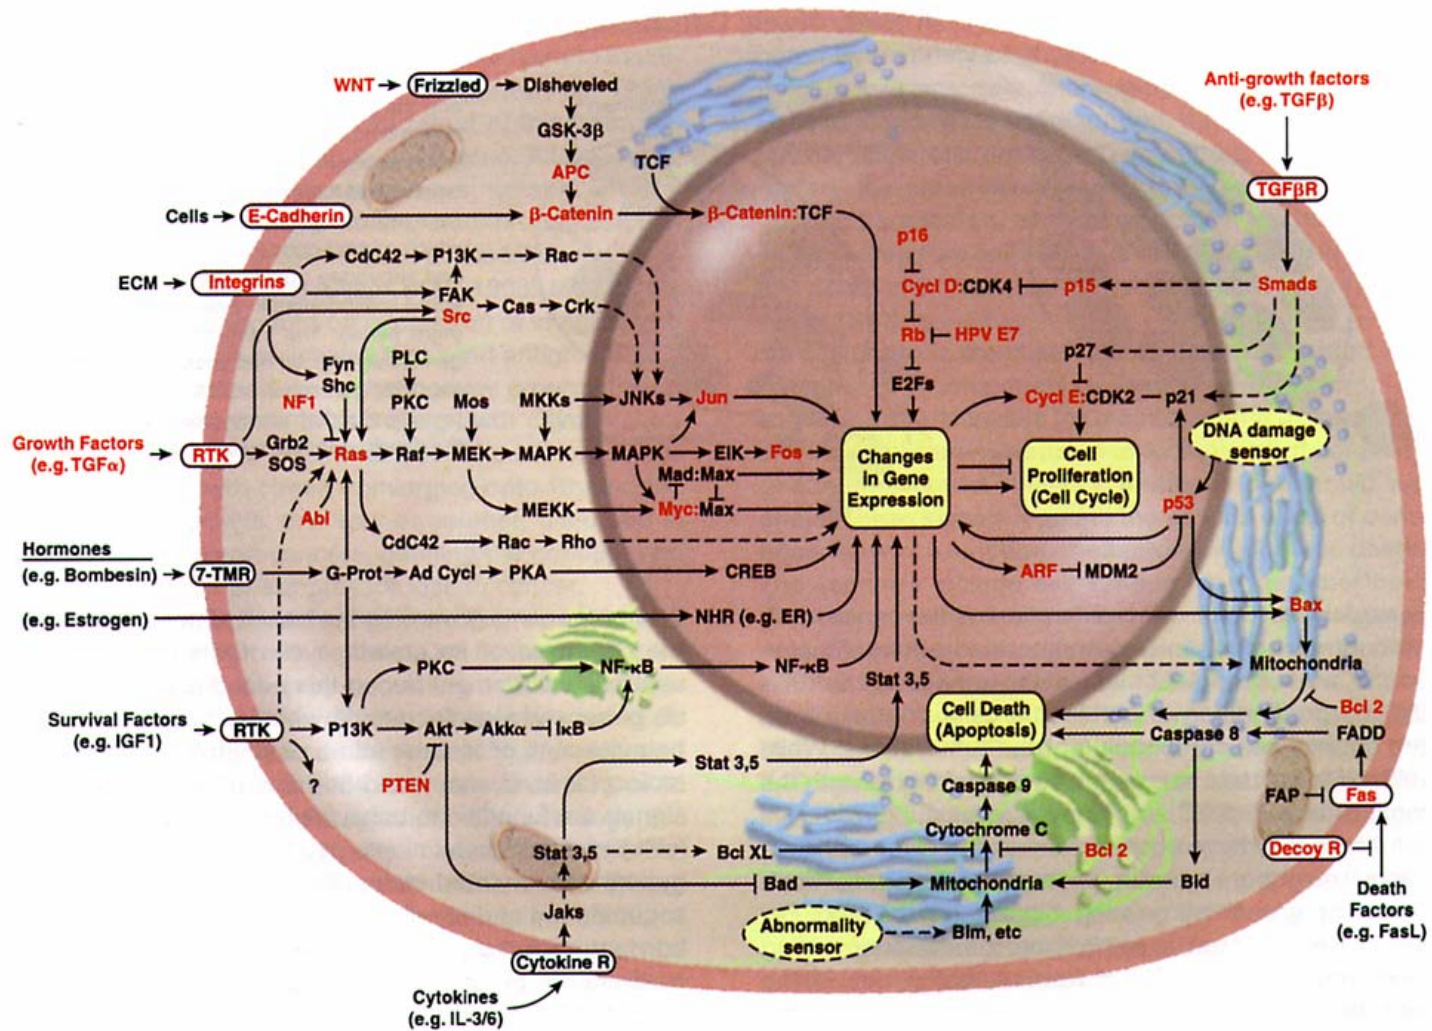 WNT
Frizzled
Disheveled
Anti-growth factors
(e.g. TGFβ)
GSK-3β
APC
TCF
TGFβR
Cells
E-Cadherin
β-Catenin
β-Catenin:TCF
p16
CdC42
P13K
Rac
ECM
Integrins
FAK
Src
Cas
Crk
Cycl D:CDK4
p15
Smads
Rb
HPV E7
PLC
Fyn
Shc
p27
E2Fs
NF1
PKC
Mos
MKKs
JNKs
Jun
Cycl E:CDK2
p21
Growth Factors
(e.g. TGFα)
RTK
Grb2
SOS
Ras
Raf
MEK
MAPK
MAPK
ElK
Fos
Changes
in Gene
Expression
Cell
Proliferation
(Cell Cycle)
DNA damage
sensor
Mad:Max
Abl
MEKK
Myc:Max
p53
CdC42
Rac
Rho
Hormones
(e.g. Bombesin)
7-TMR
G-Prot
Ad Cycl
PKA
CREB
ARF
MDM2
(e.g. Estrogen)
NHR (e.g. ER)
Bax
PKC
NF-κB
NF-κB
Mitochondria
Stat 3,5
Survival Factors
(e.g. IGF1)
RTK
P13K
Akt
Akkα
IκB
Cell Death
(Apoptosis)
Bcl 2
Caspase 8
FADD
?
PTEN
Stat 3,5
Caspase 9
FAP
Fas
Cytochrome C
Stat 3,5
Bcl XL
Bcl 2
Decoy R
Bad
Mitochondria
Bid
Death
Factors
(e.g. FasL)
Jaks
Abnormality
sensor
Bim, etc
Cytokine R
Cytokines
(e.g. IL-3/6)